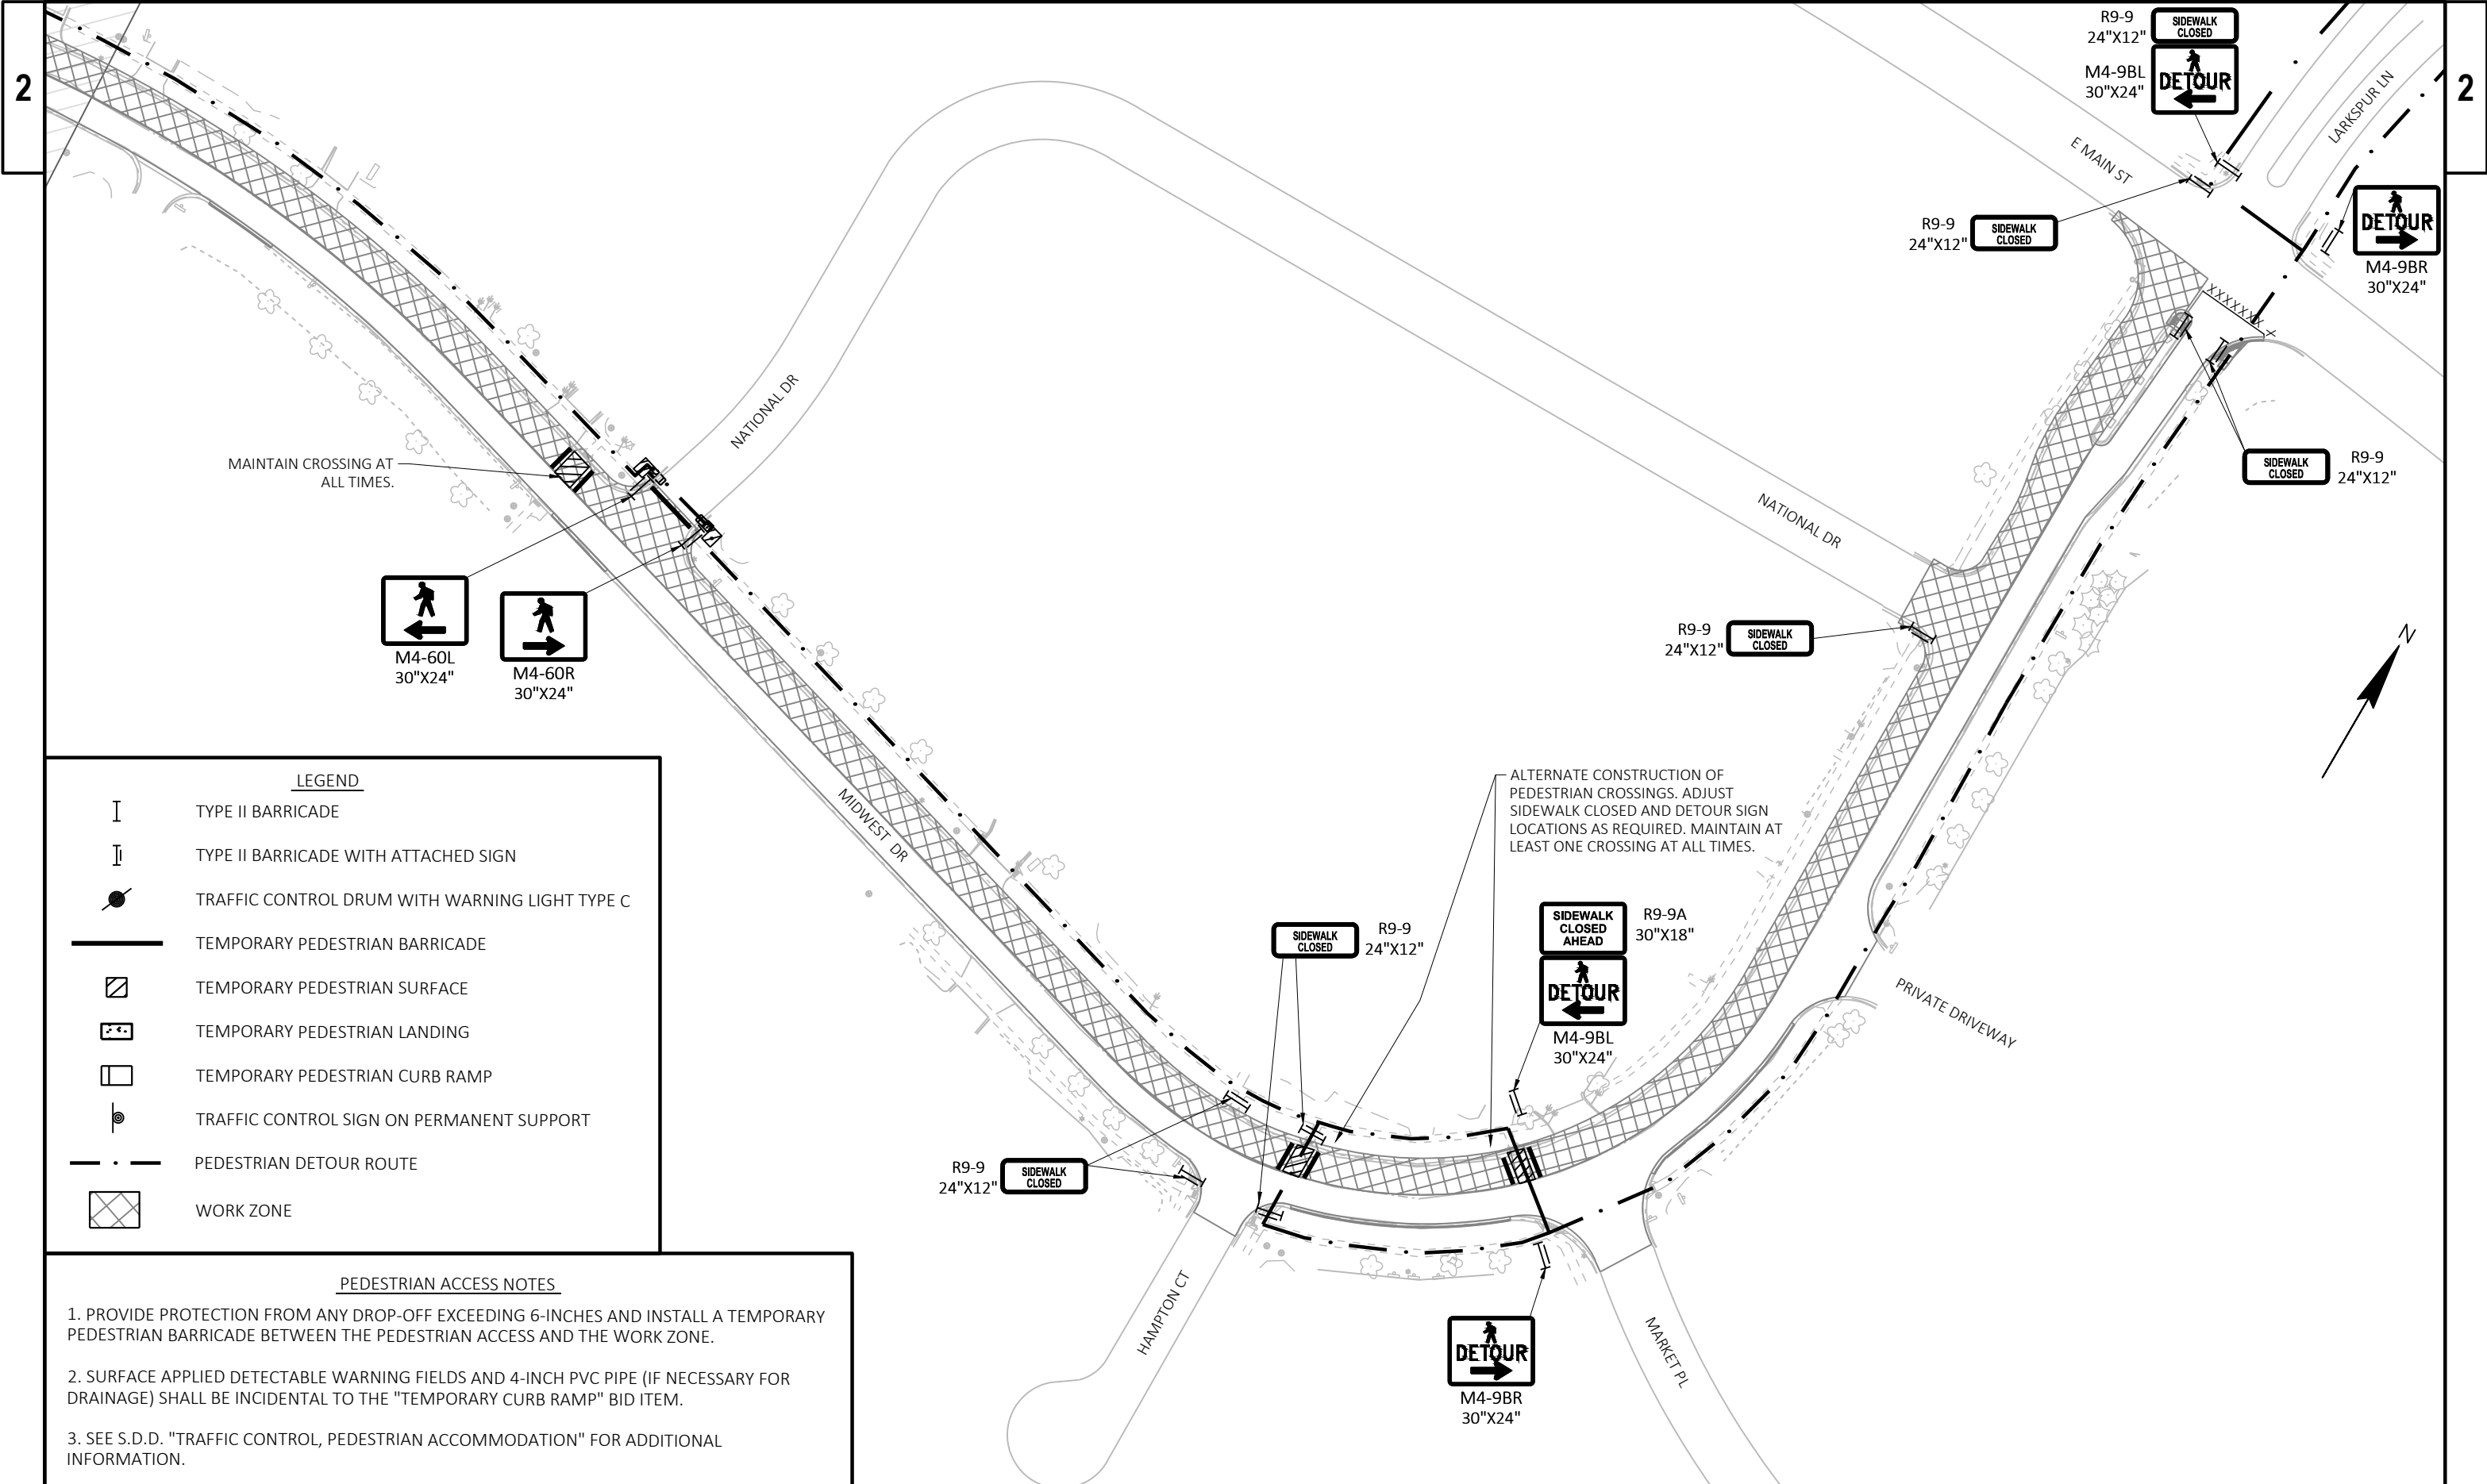 2
2
R9-9
24"X12"
SIDEWALK
CLOSED
M4-9BL
30"X24"
DETOUR
LARKSPUR LN
E MAIN ST
R9-9
24"X12"
SIDEWALK
CLOSED
DETOUR
M4-9BR
30"X24"
XXXXXXX X
NATIONAL DR
MAINTAIN CROSSING AT
ALL TIMES.
SIDEWALK
CLOSED
R9-9
24"X12"
NATIONAL DR
M4-60L
30"X24"
M4-60R
30"X24"
R9-9
24"X12"
SIDEWALK
CLOSED
N
MIDWEST DR
ALTERNATE CONSTRUCTION OF
PEDESTRIAN CROSSINGS. ADJUST
SIDEWALK CLOSED AND DETOUR SIGN
LOCATIONS AS REQUIRED. MAINTAIN AT
LEAST ONE CROSSING AT ALL TIMES.
SIDEWALK
CLOSED
R9-9
24"X12"
SIDEWALK
CLOSED
AHEAD
R9-9A
30"X18"
DETOUR
M4-9BL
30"X24"
PRIVATE DRIVEWAY
R9-9
24"X12"
SIDEWALK
CLOSED
HAMPTON CT
DETOUR
M4-9BR
30"X24"
MARKET PL
LEGEND
TYPE II BARRICADE
TYPE II BARRICADE WITH ATTACHED SIGN
TRAFFIC CONTROL DRUM WITH WARNING LIGHT TYPE C
TEMPORARY PEDESTRIAN BARRICADE
TEMPORARY PEDESTRIAN SURFACE
TEMPORARY PEDESTRIAN LANDING
TEMPORARY PEDESTRIAN CURB RAMP
TRAFFIC CONTROL SIGN ON PERMANENT SUPPORT
PEDESTRIAN DETOUR ROUTE
WORK ZONE
PEDESTRIAN ACCESS NOTES
1. PROVIDE PROTECTION FROM ANY DROP-OFF EXCEEDING 6-INCHES AND INSTALL A TEMPORARY
PEDESTRIAN BARRICADE BETWEEN THE PEDESTRIAN ACCESS AND THE WORK ZONE.
2. SURFACE APPLIED DETECTABLE WARNING FIELDS AND 4-INCH PVC PIPE (IF NECESSARY FOR
DRAINAGE) SHALL BE INCIDENTAL TO THE "TEMPORARY CURB RAMP" BID ITEM.
3. SEE S.D.D. "TRAFFIC CONTROL, PEDESTRIAN ACCOMMODATION" FOR ADDITIONAL
INFORMATION.